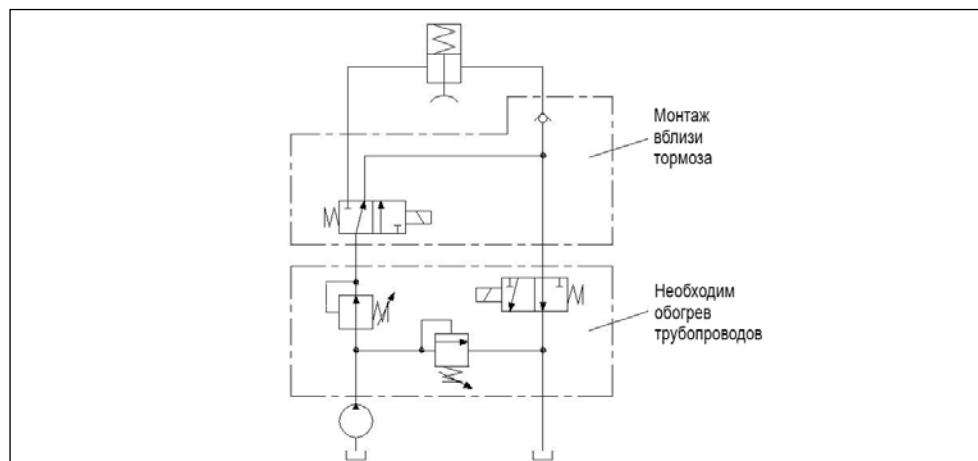 Монтаж
вблизи
тормоза
Необходим
обогрев
трубопроводов